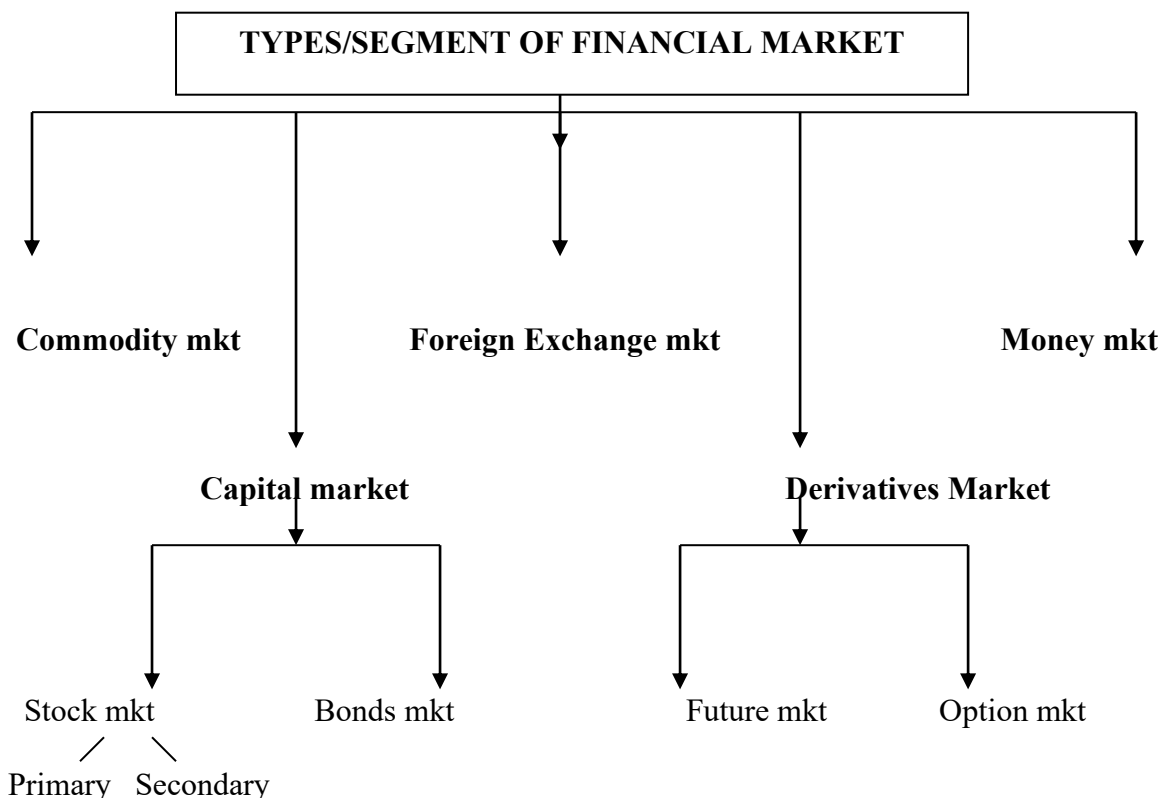 TYPES/SEGMENT OF FINANCIAL MARKET
Commodity mkt
Foreign Exchange mkt
Money mkt
Capital market
Derivatives Market
Stock mkt
Bonds mkt
Future mkt
Option mkt
Primary
Secondary